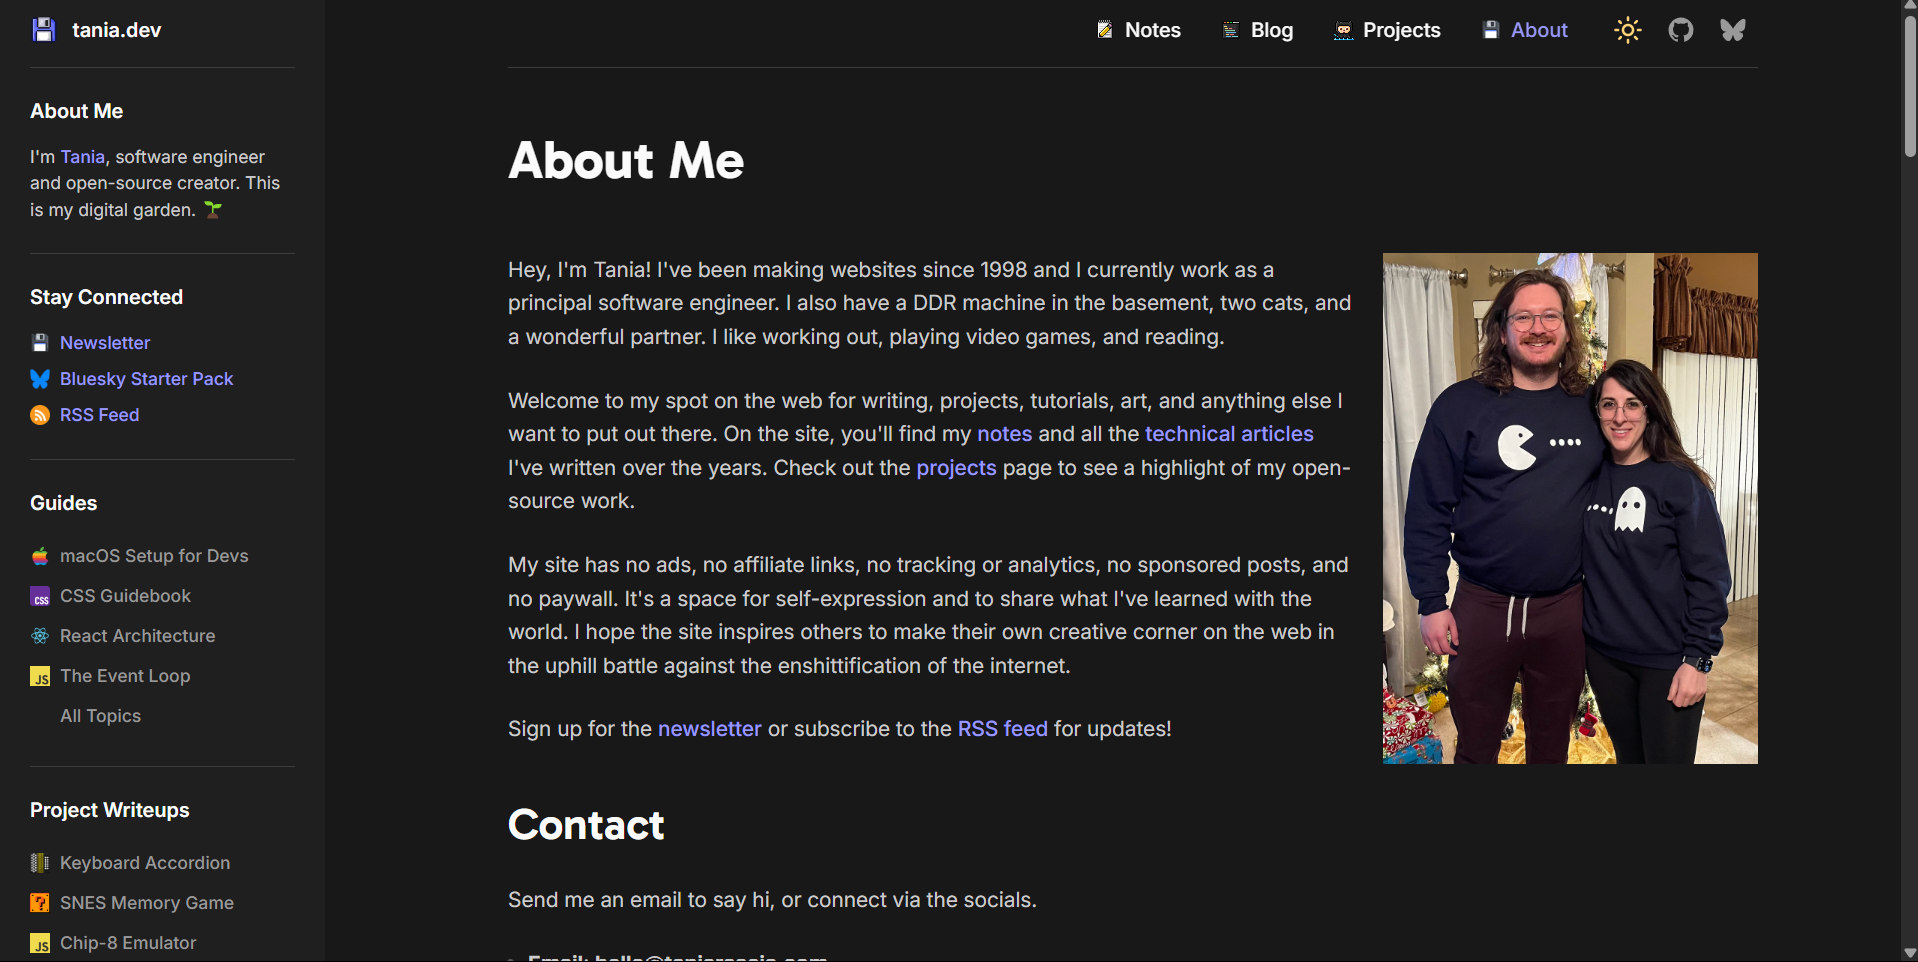 tania.dev
Notes
Blog
Projects
About
About Me
I'm Tania, software engineer
and open-source creator. This
is my digital garden.
Stay Connected
Newsletter
Bluesky Starter Pack
RSS Feed
Guides
macOS Setup for Devs
CSS
CSS Guidebook
React Architecture
JS
The Event Loop
All Topics
Project Writeups
Keyboard Accordion
?
SNES Memory Game
JS
Chip-8 Emulator
About Me
Hey, I'm Tania! I've been making websites since 1998 and I currently work as a
principal software engineer. I also have a DDR machine in the basement, two cats, and
a wonderful partner. I like working out, playing video games, and reading.
Welcome to my spot on the web for writing, projects, tutorials, art, and anything else I
want to put out there. On the site, you'll find my notes and all the technical articles
I've written over the years. Check out the projects page to see a highlight of my open-
source work.
My site has no ads, no affiliate links, no tracking or analytics, no sponsored posts, and
no paywall. It's a space for self-expression and to share what I've learned with the
world. I hope the site inspires others to make their own creative corner on the web in
the uphill battle against the enshittification of the internet.
Sign up for the newsletter or subscribe to the RSS feed for updates!
Contact
Send me an email to say hi, or connect via the socials.
Email: